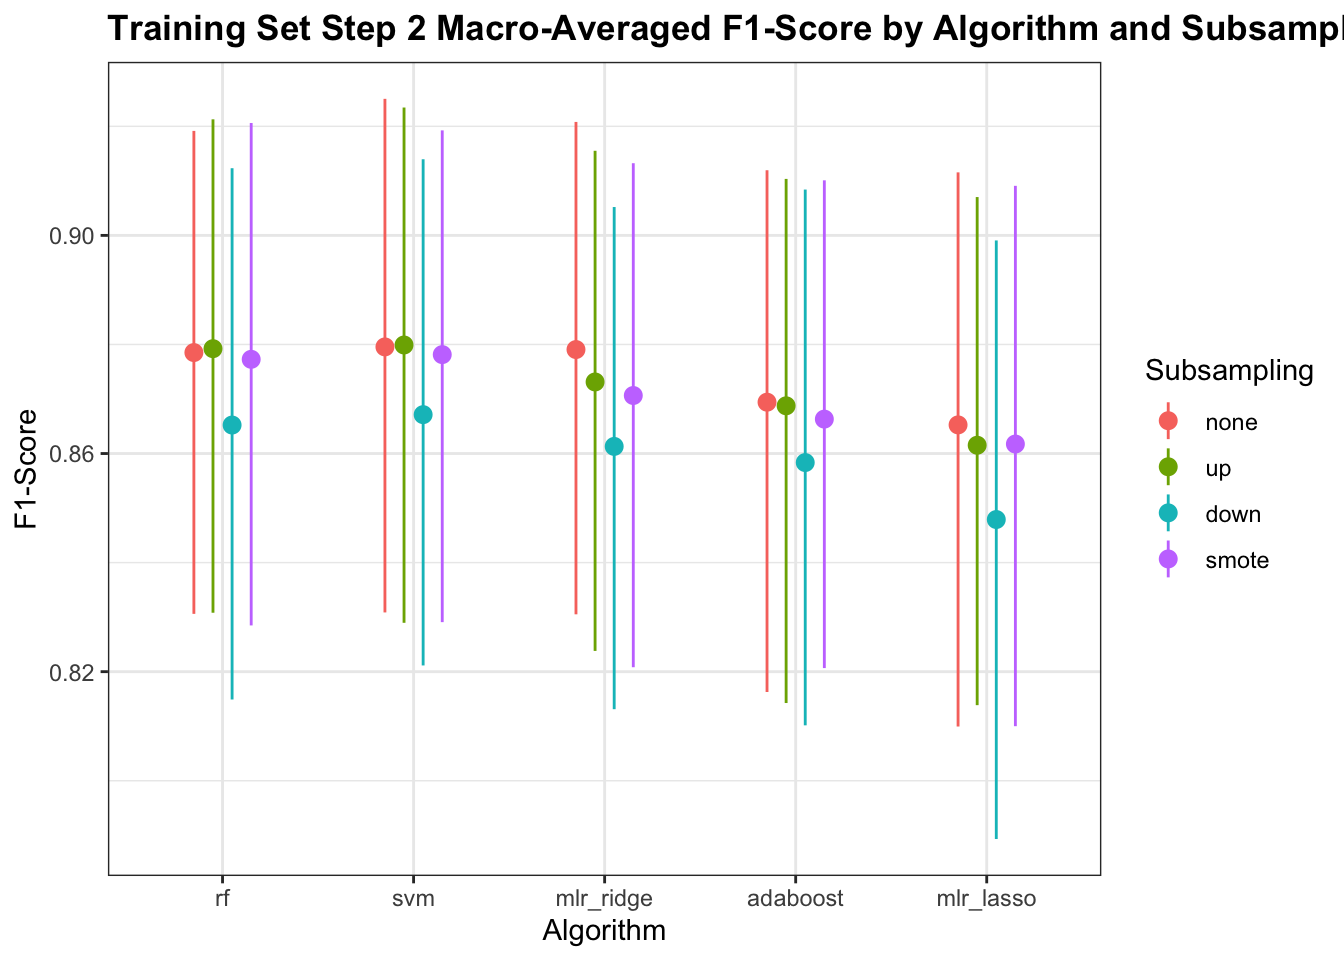 Training Set Step 2 Macro-Averaged F1-Score by Algorithm and Subsampl
0.90
0.86
0.82
F1-Score
rf svm mlr_ridge adaboost mlr_lasso
Algorithm
Subsampling
none
up
down
smote